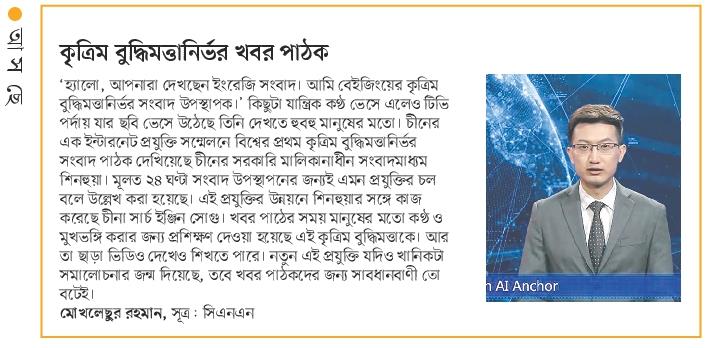 আসছে
কৃত্রিম বুদ্ধিমত্তানির্ভর খবর পাঠক
‘হ্যালো, আপনারা দেখছেন ইংরেজি সংবাদ। আমি বেইজিংয়ের কৃত্রিম
বুদ্ধিমত্তানির্ভর সংবাদ উপস্থাপক।’ কিছুটা যান্ত্রিক কণ্ঠ ভেসে এলেও টিভি
পর্দায় যার ছবি ভেসে উঠেছে তিনি দেখতে হুবহু মানুষের মতো। চীনের
এক ইন্টারনেট প্রযুক্তি সম্মেলনে বিশ্বের প্রথম কৃত্রিম বুদ্ধিমত্তানির্ভর
সংবাদ পাঠক দেখিয়েছে চীনের সরকারি মালিকানাধীন সংবাদমাধ্যম
শিনহুয়া। মূলত ২৪ ঘণ্টা সংবাদ উপস্থাপনের জন্যই এমন প্রযুক্তির চল
বলে উল্লেখ করা হয়েছে। এই প্রযুক্তির উন্নয়নে শিনহুয়ার সঙ্গে কাজ
করেছে চীনা সার্চ ইঞ্জিন সোগু। খবর পাঠের সময় মানুষের মতো কণ্ঠ ও
মুখভঙ্গি করার জন্য প্রশিক্ষণ দেওয়া হয়েছে এই কৃত্রিম বুদ্ধিমত্তাকে। আর
তা ছাড়া ভিডিও দেখেও শিখতে পারে। নতুন এই প্রযুক্তি যদিও খানিকটা
সমালোচনার জন্ম দিয়েছে, তবে খবর পাঠকদের জন্য সাবধানবাণী তো
বটেই।
মোখলেছুর রহমান, সূত্র : সিএনএন
n AI Anchor